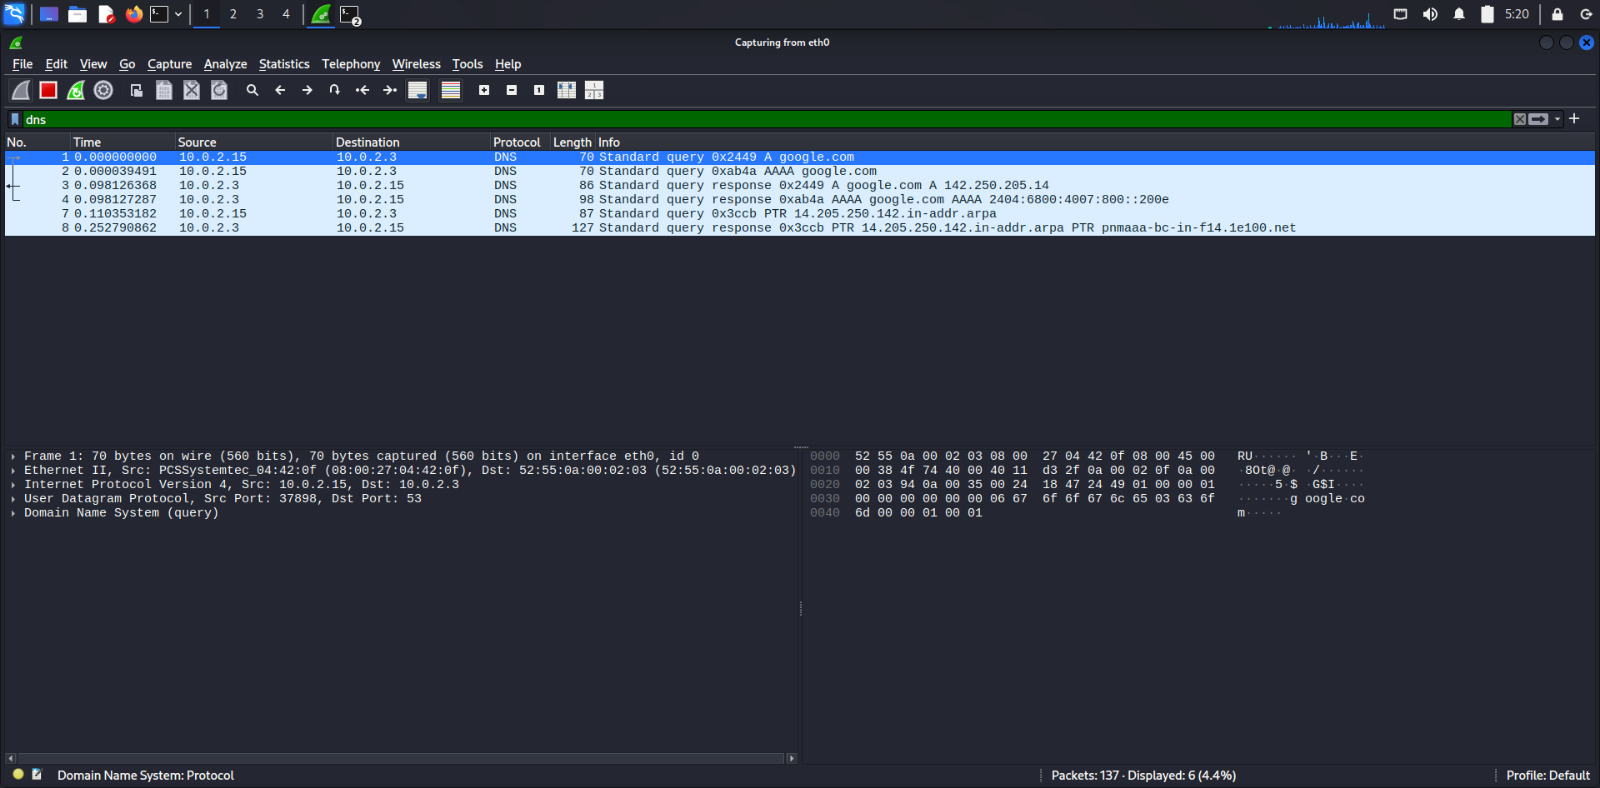 1 2 3 4 2 5:20
Capturing from eth0
File Edit View Go Capture Analyze Statistics Telephony Wireless Tools Help
dns
No. Time Source Destination Protocol Length Info
1 0.000000000 10.0.2.15 10.0.2.3 DNS 70 Standard query 0x2449 A google.com
2 0.000039491 10.0.2.15 10.0.2.3 DNS 70 Standard query 0xab4a AAAA google.com
3 0.098126368 10.0.2.3 10.0.2.15 DNS 86 Standard query response 0x2449 A google.com A 142.250.205.14
4 0.098127287 10.0.2.3 10.0.2.15 DNS 98 Standard query response 0xab4a AAAA google.com AAAA 2404:6800:4007:800::200e
7 0.110353182 10.0.2.15 10.0.2.3 DNS 87 Standard query 0x3ccb PTR 14.205.250.142.in-addr.arpa
8 0.252790862 10.0.2.3 10.0.2.15 DNS 127 Standard query response 0x3ccb PTR 14.205.250.142.in-addr.arpa PTR pnmaaa-bc-in-f14.1e100.net
Frame 1: 70 bytes on wire (560 bits), 70 bytes captured (560 bits) on interface eth0, id 0
Ethernet II, Src: PCSSystemtec_04:42:0f (08:00:27:04:42:0f), Dst: 52:55:0a:00:02:03 (52:55:0a:00:02:03)
Internet Protocol Version 4, Src: 10.0.2.15, Dst: 10.0.2.3
User Datagram Protocol, Src Port: 37898, Dst Port: 53
Domain Name System (query)
0000 52 55 0a 00 02 03 08 00 27 04 42 0f 08 00 45 00 RU······ '·B···E·
0010 00 38 4f 74 40 00 40 11 d3 2f 0a 00 02 0f 0a 00 ·8Ot@·@· ·/······
0020 02 03 94 0a 00 35 00 24 18 47 24 49 01 00 00 01 ·····5·$ ·G$I····
0030 00 00 00 00 00 00 06 67 6f 6f 67 6c 65 03 63 6f ·······g oogle·co
0040 6d 00 00 01 00 01 m·····
Domain Name System: Protocol Packets: 137 · Displayed: 6 (4.4%) Profile: Default